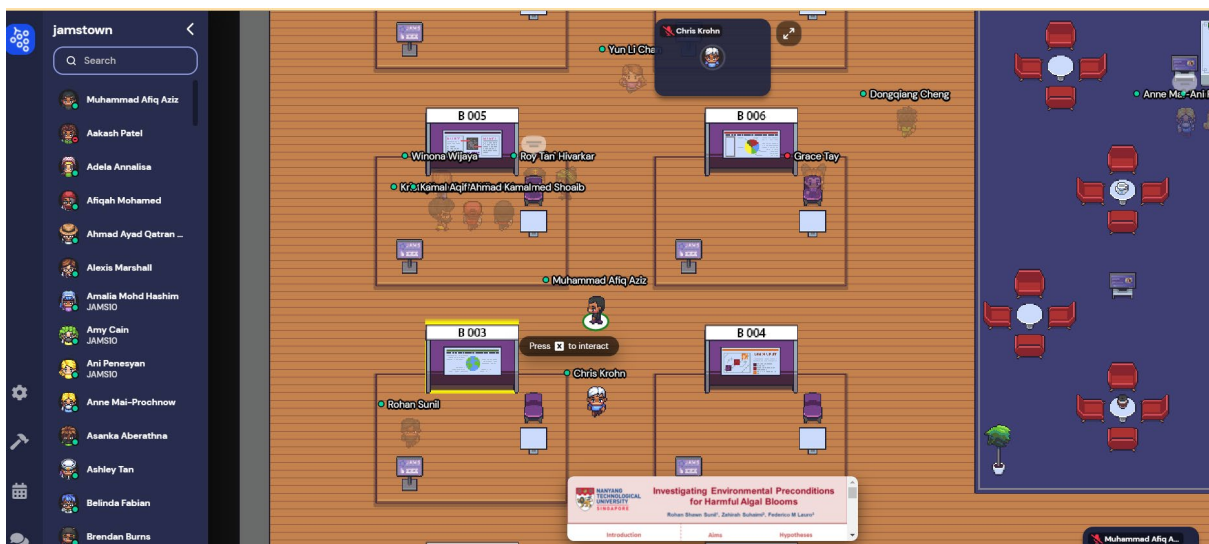 jamstown
Search
Muhammad Afiq Aziz
Aakash Patel
Adela Annalisa
Afiqah Mohamed
Ahmad Ayad Qatran ...
Alexis Marshall
Amalia Mohd Hashim
JAMS10
Amy Cain
JAMS10
Ani Penesyan
JAMS10
Anne Mai-Prochnow
Asanka Aberathna
Ashley Tan
Belinda Fabian
Brendan Burns
Chris Krohn
Yun Li Cha
Dongqiang Cheng
B 005
B 006
Winona Wijaya
Roy Tan Hivarkar
Grace Tay
Kamal Aqif
Ahmad Kamal
med Shoaib
Muhammad Afiq Aziz
B 003
B 004
Press X to interact
Chris Krohn
Rohan Sunil
NANYANG
TECHNOLOGICAL
UNIVERSITY
SINGAPORE
Investigating Environmental Preconditions
for Harmful Algal Blooms
Introduction
Aims
Hypotheses
Muhammad Afiq A...